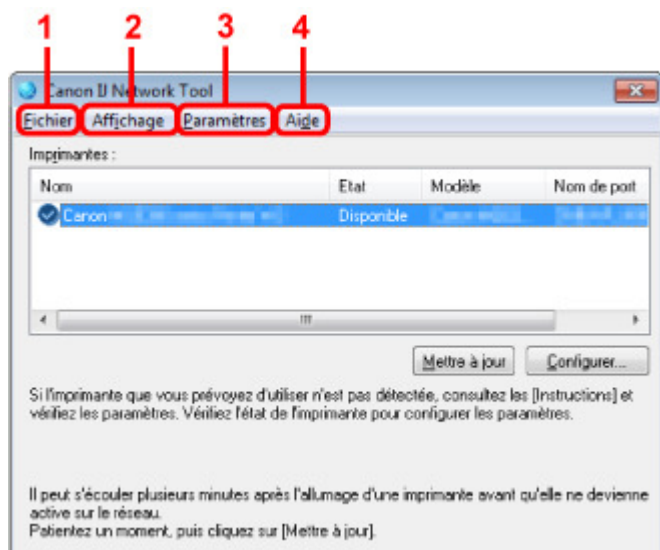 1 2 3 4
Canon IJ Network Tool
Fichier Affichage Paramètres Aide
Imprimantes :
Nom Etat Modèle Nom de port
Canon Disponible
Mettre à jour Configurer...
Si l'imprimante que vous prévoyez d'utiliser n'est pas détectée, consultez les [Instructions] et
vérifiez les paramètres. Vérifiez l'état de l'imprimante pour configurer les paramètres.
Il peut s'écouler plusieurs minutes après l'allumage d'une imprimante avant qu'elle ne devienne
active sur le réseau.
Patientez un moment, puis cliquez sur [Mettre à jour].